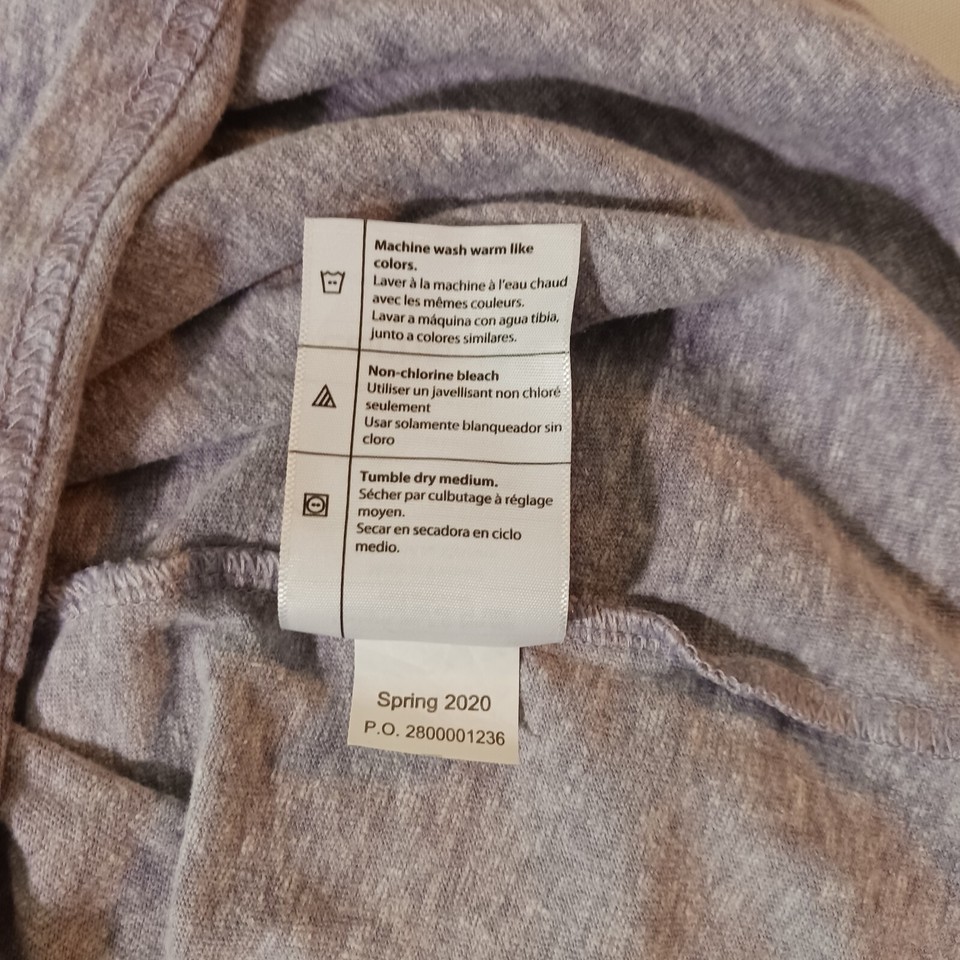 Machine wash warm like
colors.
Laver à la machine à l'eau chaud
avec les mêmes couleurs.
Lavar a máquina con agua tibia,
junto a colores similares.
Non-chlorine bleach
Utiliser un javellisant non chloré
seulement
Usar solamente blanqueador sin
cloro
Tumble dry medium.
Sécher par culbutage à réglage
moyen.
Secar en secadora en ciclo
medio.
Spring 2020
P.O. 2800001236